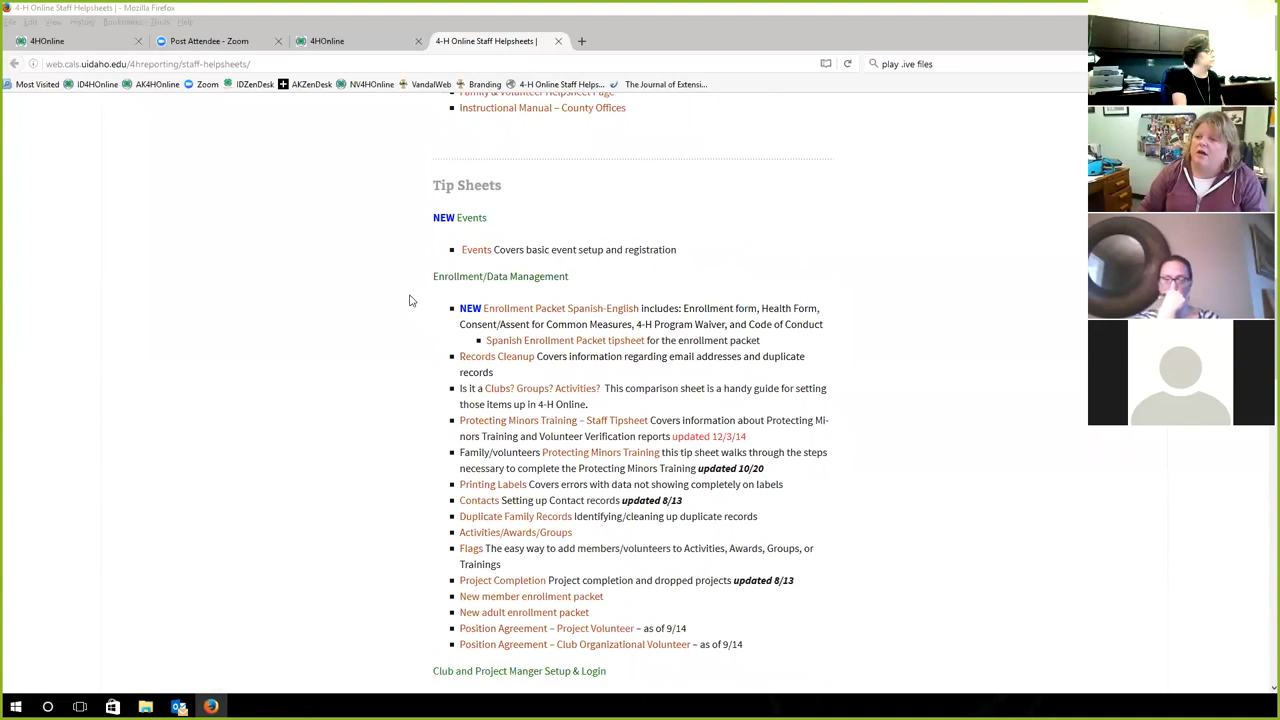 4-H Online Staff Helpsheets | - Mozilla Firefox
File Edit View History Bookmarks Tools Help
4HOnline
Post Attendee - Zoom
4HOnline
4-H Online Staff Helpsheets |
web.cals.uidaho.edu/4hreporting/staff-helpsheets/
play .ive files
Most Visited ID4HOnline AK4HOnline Zoom IDZenDesk AKZenDesk NV4HOnline VandalWeb Branding 4-H Online Staff Helps... The Journal of Extensi...
Family & Volunteer Helpsheet Page
Instructional Manual – County Offices
Tip Sheets
NEW Events
Events Covers basic event setup and registration
Enrollment/Data Management
NEW Enrollment Packet Spanish-English includes: Enrollment form, Health Form,
Consent/Assent for Common Measures, 4-H Program Waiver, and Code of Conduct
Spanish Enrollment Packet tipsheet for the enrollment packet
Records Cleanup Covers information regarding email addresses and duplicate
records
Is it a Clubs? Groups? Activities? This comparison sheet is a handy guide for setting
those items up in 4-H Online.
Protecting Minors Training – Staff Tipsheet Covers information about Protecting Mi-
nors Training and Volunteer Verification reports updated 12/3/14
Family/volunteers Protecting Minors Training this tip sheet walks through the steps
necessary to complete the Protecting Minors Training updated 10/20
Printing Labels Covers errors with data not showing completely on labels
Contacts Setting up Contact records updated 8/13
Duplicate Family Records Identifying/cleaning up duplicate records
Activities/Awards/Groups
Flags The easy way to add members/volunteers to Activities, Awards, Groups, or
Trainings
Project Completion Project completion and dropped projects updated 8/13
New member enrollment packet
New adult enrollment packet
Position Agreement – Project Volunteer – as of 9/14
Position Agreement – Club Organizational Volunteer – as of 9/14
Club and Project Manger Setup & Login